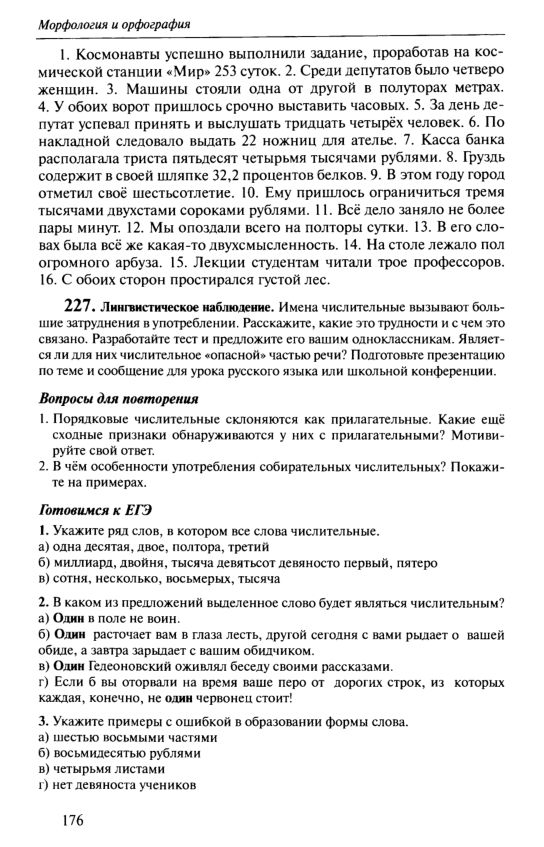 Морфология и орфография
1. Космонавты успешно выполнили задание, проработав на кос-
мической станции «Мир» 253 суток. 2. Среди депутатов было четверо
женщин. 3. Машины стояли одна от другой в полуторах метрах.
4. У обоих ворот пришлось срочно выставить часовых. 5. За день де-
путат успевал принять и выслушать тридцать четырёх человек. 6. По
накладной следовало выдать 22 ножниц для ателье. 7. Касса банка
располагала триста пятьдесят четырьмя тысячами рублями. 8. Груздь
содержит в своей шляпке 32,2 процентов белков. 9. В этом году город
отметил своё шестьсотлетие. 10. Ему пришлось ограничиться тремя
тысячами двухстами сороками рублями. 11. Всё дело заняло не более
пары минут. 12. Мы опоздали всего на полторы сутки. 13. В его сло-
вах была всё же какая-то двухсмысленность. 14. На столе лежало пол
огромного арбуза. 15. Лекции студентам читали трое профессоров.
16. С обоих сторон простирался густой лес.
227. Лингвистическое наблюдение. Имена числительные вызывают боль-
шие затруднения в употреблении. Расскажите, какие это трудности и с чем это
связано. Разработайте тест и предложите его вашим одноклассникам. Являет-
ся ли для них числительное «опасной» частью речи? Подготовьте презентацию
по теме и сообщение для урока русского языка или школьной конференции.
Вопросы для повторения
1. Порядковые числительные склоняются как прилагательные. Какие ещё
сходные признаки обнаруживаются у них с прилагательными? Мотиви-
руйте свой ответ.
2. В чём особенности употребления собирательных числительных? Покажи-
те на примерах.
Готовимся к ЕГЭ
1. Укажите ряд слов, в котором все слова числительные.
а) одна десятая, двое, полтора, третий
б) миллиард, двойня, тысяча девятьсот девяносто первый, пятеро
в) сотня, несколько, восьмерых, тысяча
2. В каком из предложений выделенное слово будет являться числительным?
а) Один в поле не воин.
б) Один расточает вам в глаза лесть, другой сегодня с вами рыдает о вашей
обиде, а завтра зарыдает с вашим обидчиком.
в) Один Гедеоновский оживлял беседу своими рассказами.
г) Если б вы оторвали на время ваше перо от дорогих строк, из которых
каждая, конечно, не один червонец стоит!
3. Укажите примеры с ошибкой в образовании формы слова.
а) шестью восьмыми частями
б) восьмидесятью рублями
в) четырьмя листами
г) нет девяноста учеников
176